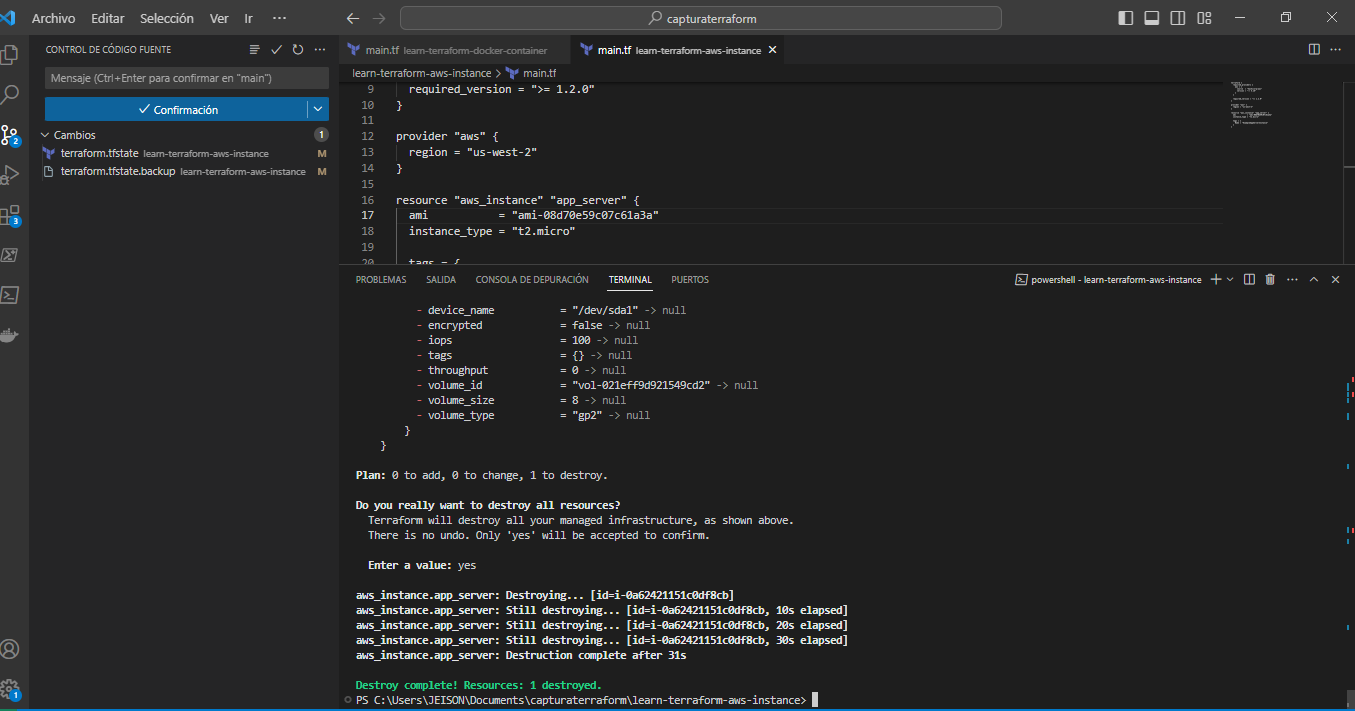 Archivo Editar Selección Ver Ir ··· capturaterraform
CONTROL DE CÓDIGO FUENTE
Mensaje (Ctrl+Enter para confirmar en "main")
Confirmación
Cambios 1
terraform.tfstate learn-terraform-aws-instance M
terraform.tfstate.backup learn-terraform-aws-instance M
2
3
1
main.tf learn-terraform-docker-container main.tf learn-terraform-aws-instance
learn-terraform-aws-instance > main.tf
9 required_version = ">= 1.2.0"
10 }
11
12 provider "aws" {
13 region = "us-west-2"
14 }
15
16 resource "aws_instance" "app_server" {
17 ami = "ami-08d70e59c07c61a3a"
18 instance_type = "t2.micro"
19
20 tags = {
PROBLEMAS SALIDA CONSOLA DE DEPURACIÓN TERMINAL PUERTOS powershell - learn-terraform-aws-instance
- device_name = "/dev/sda1" -> null
- encrypted = false -> null
- iops = 100 -> null
- tags = {} -> null
- throughput = 0 -> null
- volume_id = "vol-021eff9d921549cd2" -> null
- volume_size = 8 -> null
- volume_type = "gp2" -> null
}
}
Plan: 0 to add, 0 to change, 1 to destroy.
Do you really want to destroy all resources?
Terraform will destroy all your managed infrastructure, as shown above.
There is no undo. Only 'yes' will be accepted to confirm.
Enter a value: yes
aws_instance.app_server: Destroying... [id=i-0a62421151c0df8cb]
aws_instance.app_server: Still destroying... [id=i-0a62421151c0df8cb, 10s elapsed]
aws_instance.app_server: Still destroying... [id=i-0a62421151c0df8cb, 20s elapsed]
aws_instance.app_server: Still destroying... [id=i-0a62421151c0df8cb, 30s elapsed]
aws_instance.app_server: Destruction complete after 31s
Destroy complete! Resources: 1 destroyed.
PS C:\Users\JEISON\Documents\capturaterraform\learn-terraform-aws-instance>